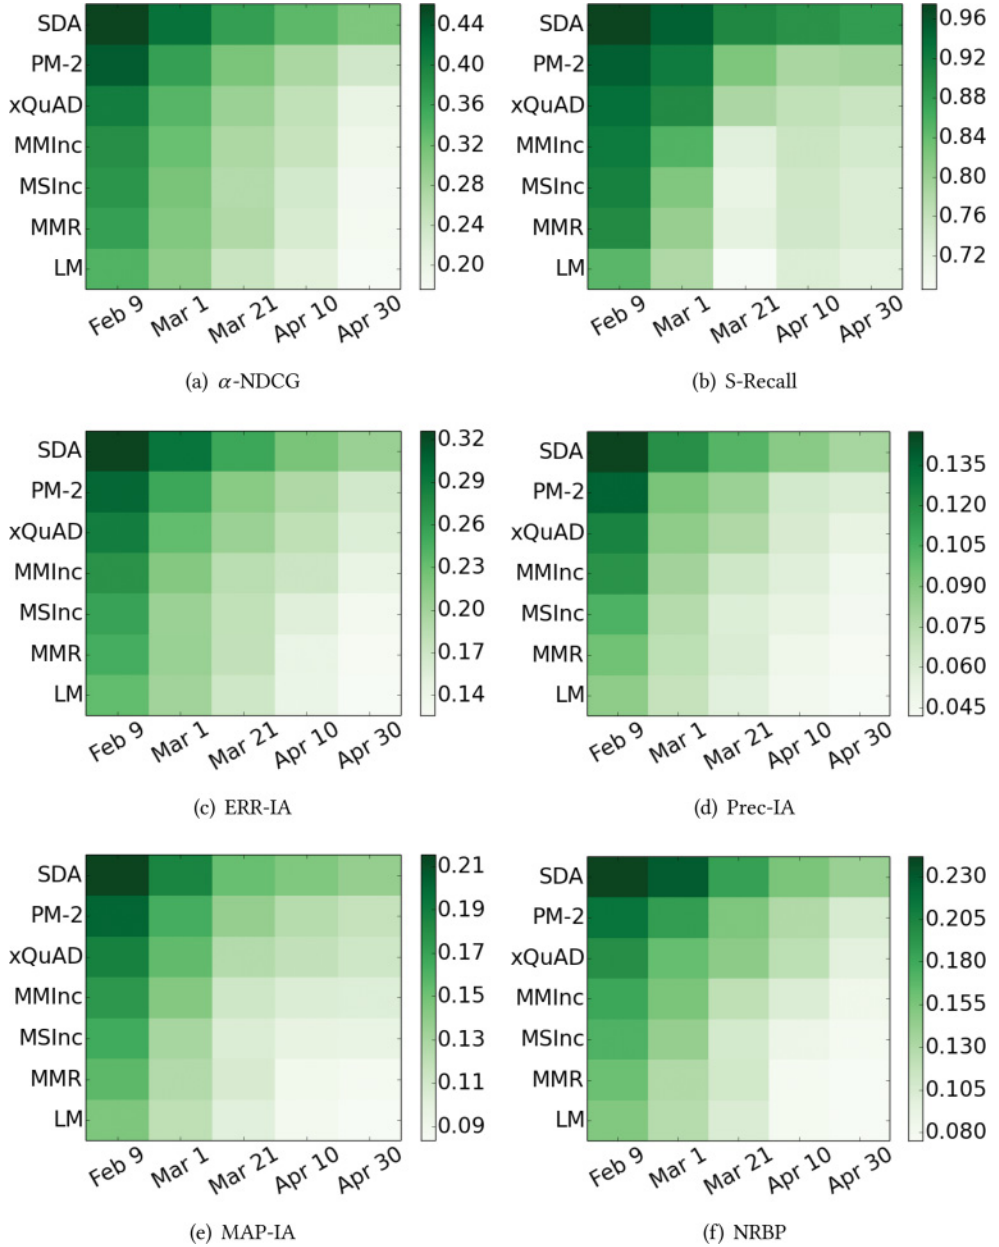 SDA
PM-2
xQuAD
MMInc
MSInc
MMR
LM
Feb 9
Mar 1
Mar 21
Apr 10
Apr 30
0.44
0.40
0.36
0.32
0.28
0.24
0.20
(a) α-NDCG
SDA
PM-2
xQuAD
MMInc
MSInc
MMR
LM
Feb 9
Mar 1
Mar 21
Apr 10
Apr 30
0.96
0.92
0.88
0.84
0.80
0.76
0.72
(b) S-Recall
SDA
PM-2
xQuAD
MMInc
MSInc
MMR
LM
Feb 9
Mar 1
Mar 21
Apr 10
Apr 30
0.32
0.29
0.26
0.23
0.20
0.17
0.14
(c) ERR-IA
SDA
PM-2
xQuAD
MMInc
MSInc
MMR
LM
Feb 9
Mar 1
Mar 21
Apr 10
Apr 30
0.135
0.120
0.105
0.090
0.075
0.060
0.045
(d) Prec-IA
SDA
PM-2
xQuAD
MMInc
MSInc
MMR
LM
Feb 9
Mar 1
Mar 21
Apr 10
Apr 30
0.21
0.19
0.17
0.15
0.13
0.11
0.09
(e) MAP-IA
SDA
PM-2
xQuAD
MMInc
MSInc
MMR
LM
Feb 9
Mar 1
Mar 21
Apr 10
Apr 30
0.230
0.205
0.180
0.155
0.130
0.105
0.080
(f) NRBP